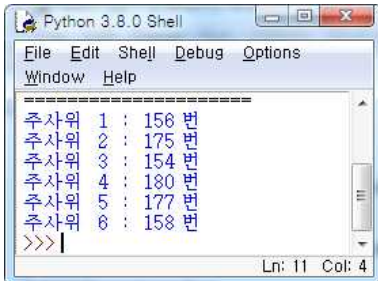 Python 3.8.0 Shell
File Edit Shell Debug Options
Window Help
======================
주사위 1 : 156 번
주사위 2 : 175 번
주사위 3 : 154 번
주사위 4 : 180 번
주사위 5 : 177 번
주사위 6 : 158 번
>>>
Ln: 11 Col: 4